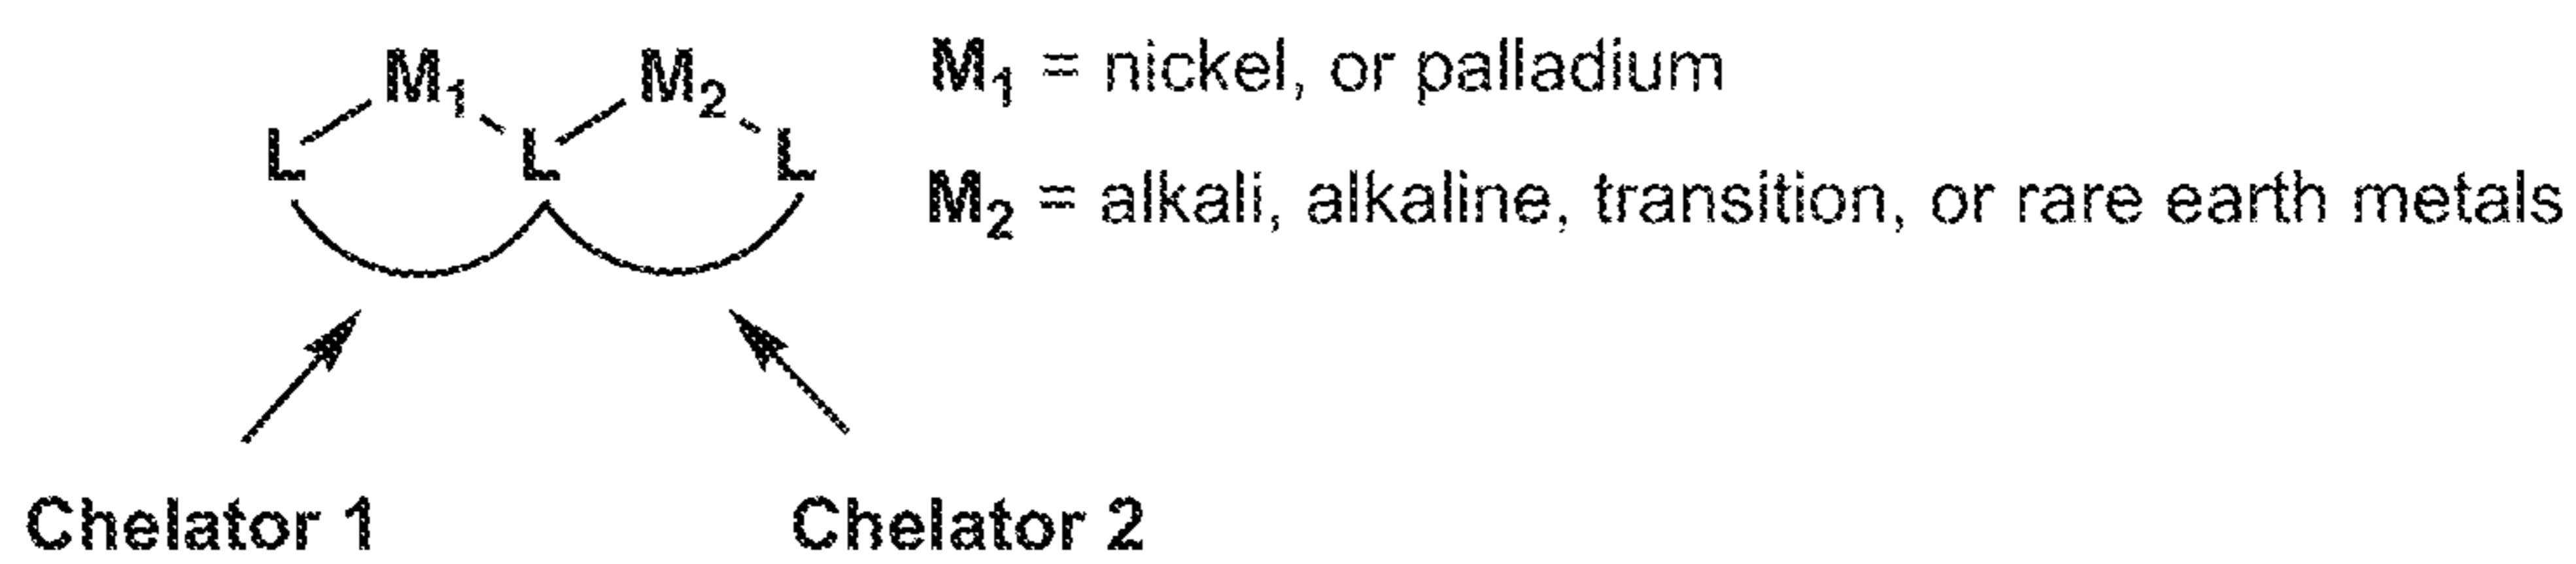 M₁ M₂
L L L
M₁ = nickel, or palladium
M₂ = alkali, alkaline, transition, or rare earth metals
Chelator 1 Chelator 2